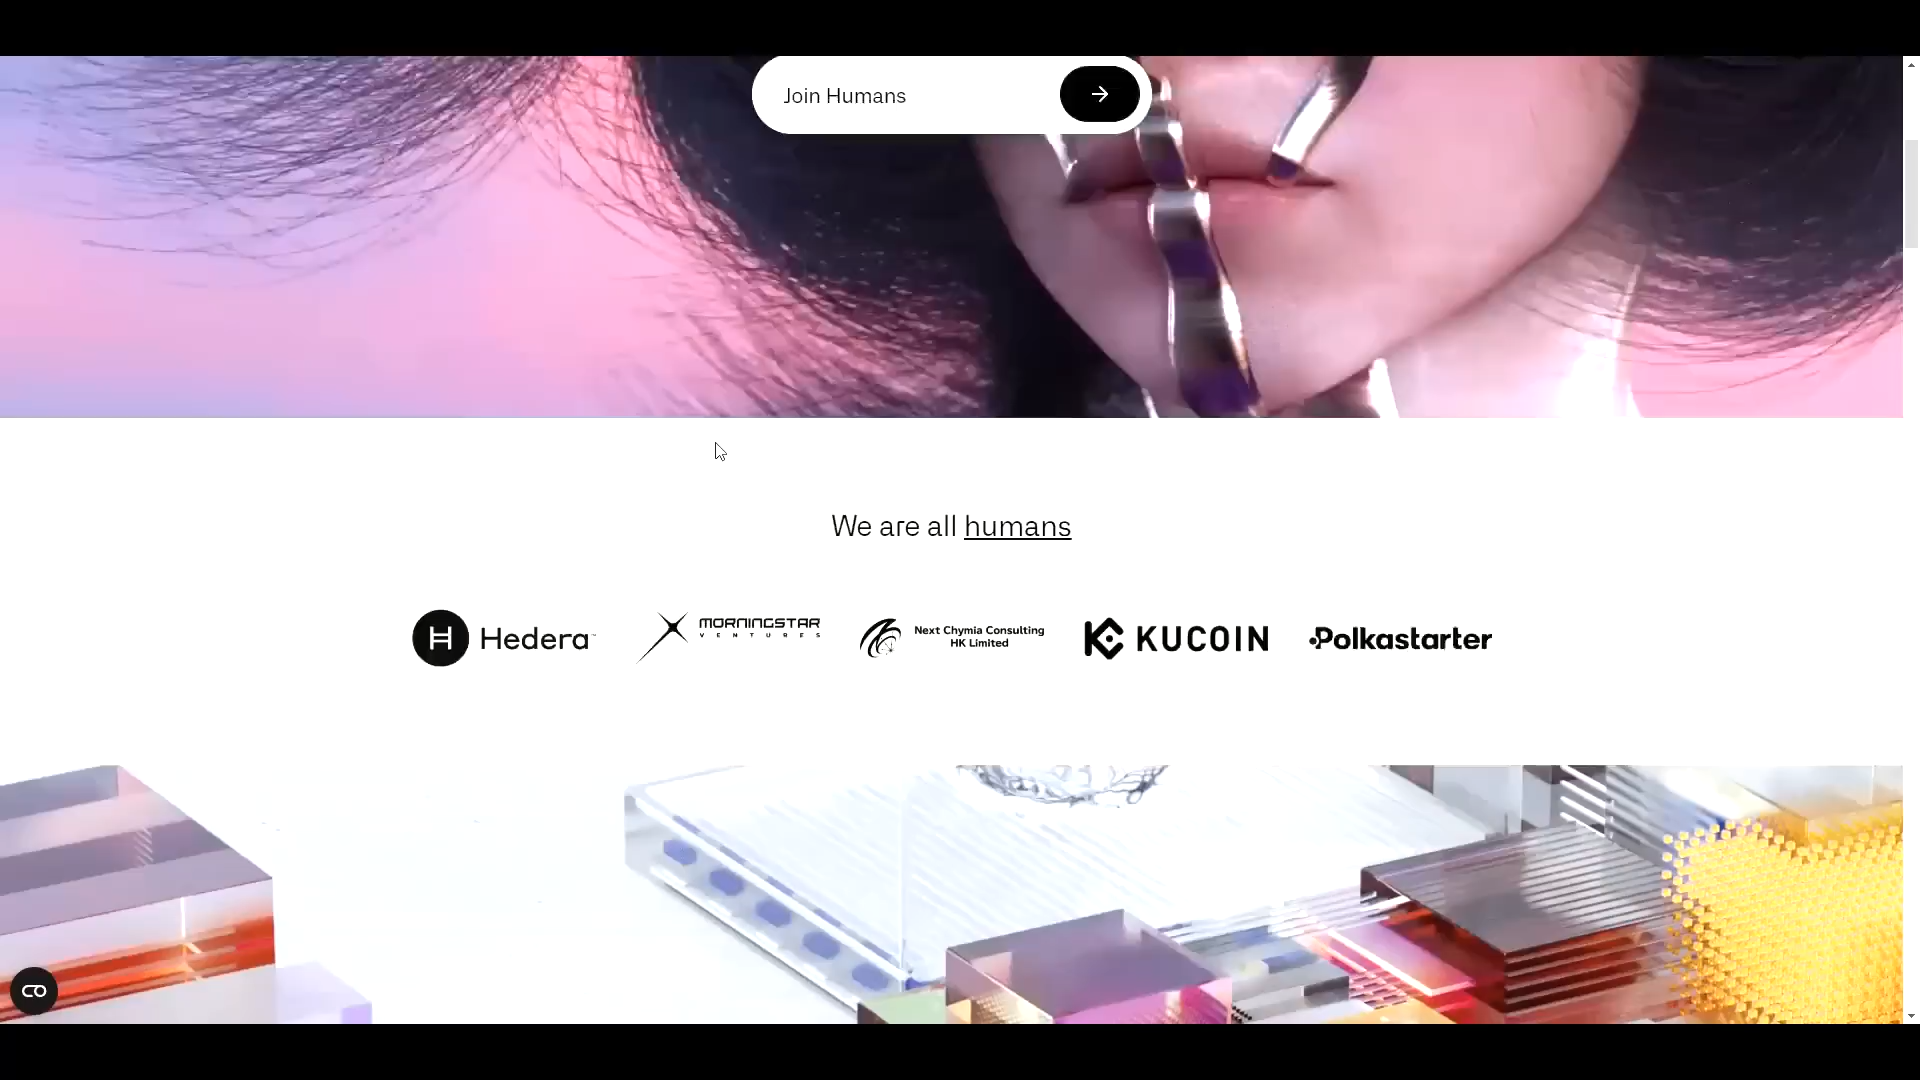 Join Humans
We are all humans
Hedera
MORNINGSTAR
VENTURES
Next Chymia Consulting
HK Limited
KUCOIN
Polkastarter